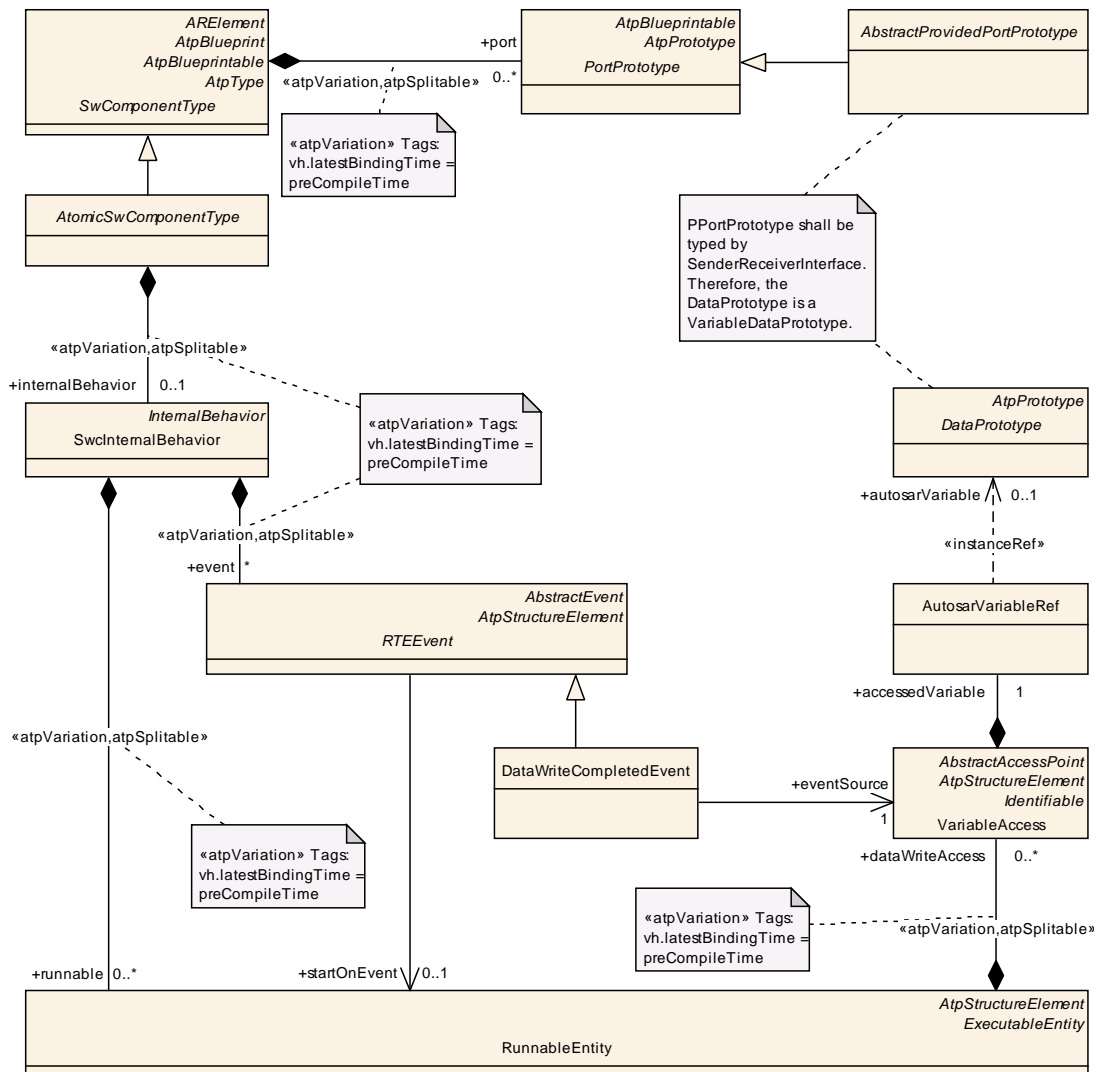 ARElement
AtpBlueprint
AtpBlueprintable
AtpType
SwComponentType
+port
0..*
«atpVariation,atpSplitable»
AtpBlueprintable
AtpPrototype
PortPrototype
AbstractProvidedPortPrototype
«atpVariation» Tags:
vh.latestBindingTime =
preCompileTime
AtomicSwComponentType
PPortPrototype shall be
typed by
SenderReceiverInterface.
Therefore, the
DataPrototype is a
VariableDataPrototype.
«atpVariation,atpSplitable»
+internalBehavior 0..1
InternalBehavior
SwcInternalBehavior
«atpVariation» Tags:
vh.latestBindingTime =
preCompileTime
AtpPrototype
DataPrototype
+autosarVariable 0..1
«instanceRef»
«atpVariation,atpSplitable»
+event *
AbstractEvent
AtpStructureElement
RTEEvent
AutosarVariableRef
+accessedVariable 1
«atpVariation,atpSplitable»
DataWriteCompletedEvent
+eventSource
1
AbstractAccessPoint
AtpStructureElement
Identifiable
VariableAccess
«atpVariation» Tags:
vh.latestBindingTime =
preCompileTime
+dataWriteAccess 0..*
«atpVariation» Tags:
vh.latestBindingTime =
preCompileTime
«atpVariation,atpSplitable»
+runnable 0..*
+startOnEvent 0..1
AtpStructureElement
ExecutableEntity
RunnableEntity